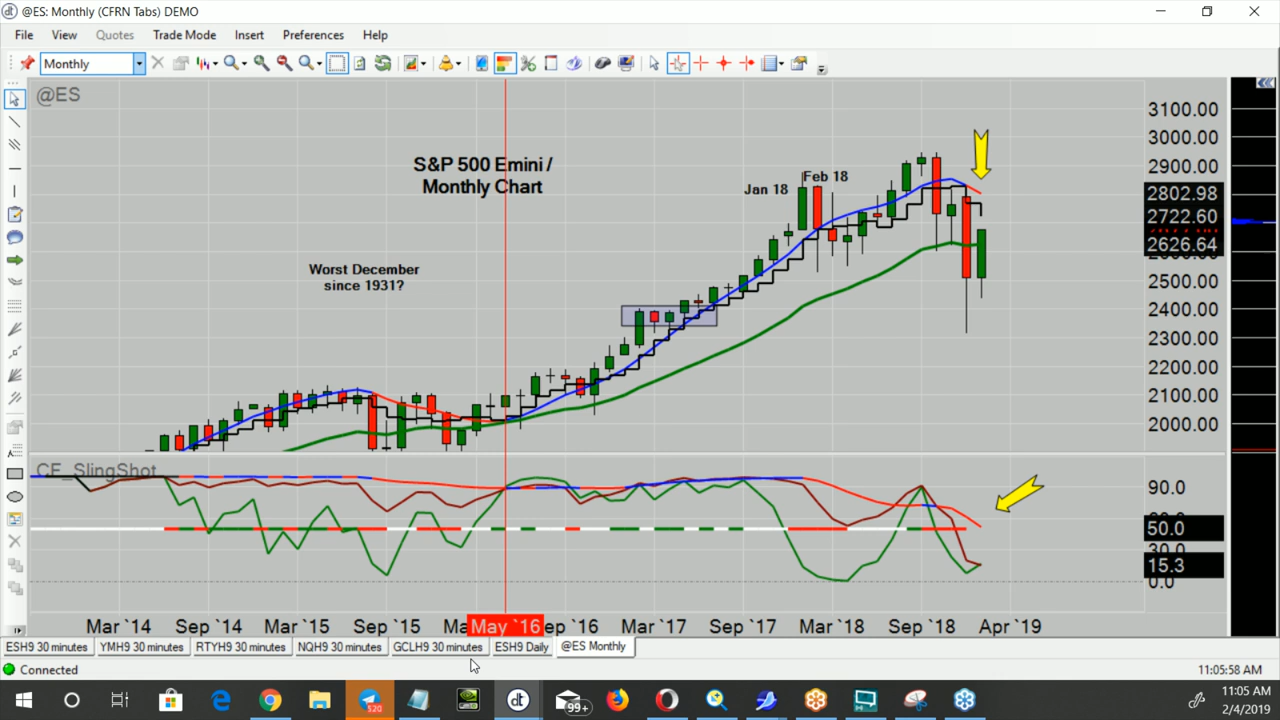 @ES: Monthly (CFRN Tabs) DEMO
File View Quotes Trade Mode Insert Preferences Help
Monthly
@ES
S&P 500 Emini /
Monthly Chart
Worst December
since 1931?
Jan 18
Feb 18
3100.00
3000.00
2900.00
2802.98
2722.60
2626.64
2500.00
2400.00
2300.00
2200.00
2100.00
2000.00
CF_SlingShot
90.0
50.0
30.0
15.3
0.0
Mar `14 Sep `14 Mar `15 Sep `15 Ma May `16 ep `16 Mar `17 Sep `17 Mar `18 Sep `18 Apr `19
ESH9 30 minutes YMH9 30 minutes RTYH9 30 minutes NQH9 30 minutes GCLH9 30 minutes ESH9 Daily @ES Monthly
Connected
11:05:58 AM
520
99+
11:05 AM
2/4/2019